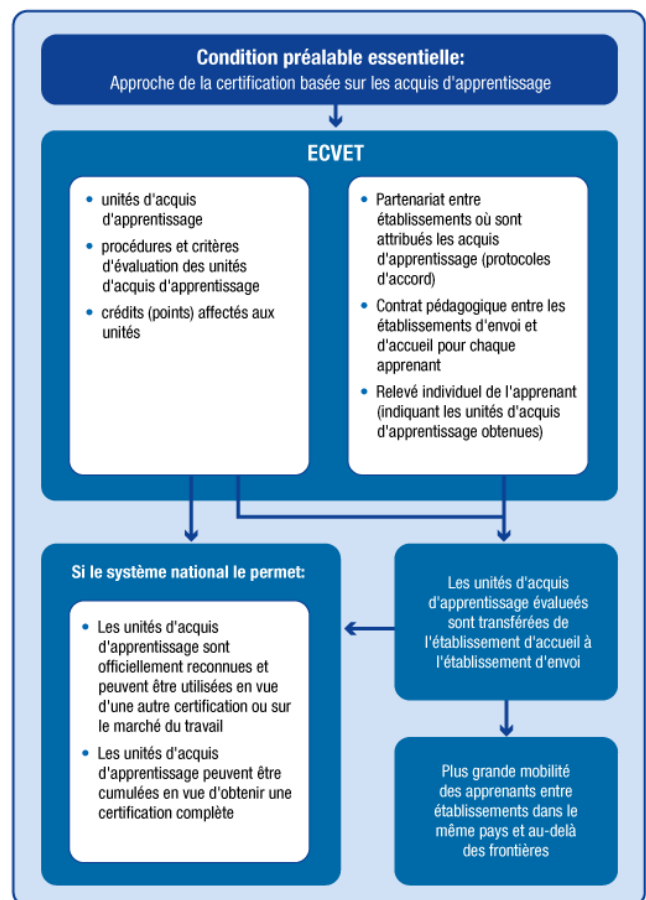 Condition préalable essentielle:
Approche de la certification basée sur les acquis d'apprentissage
ECVET
• unités d'acquis
d'apprentissage
• procédures et critères
d'évaluation des unités
d'acquis d'apprentissage
• crédits (points) affectés aux
unités
• Partenariat entre
établissements où sont
attribués les acquis
d'apprentissage (protocoles
d'accord)
• Contrat pédagogique entre les
établissements d'envoi et
d'accueil pour chaque
apprenant
• Relevé individuel de l'apprenant
(indiquant les unités d'acquis
d'apprentissage obtenues)
Si le système national le permet:
• Les unités d'acquis
d'apprentissage sont
officiellement reconnues et
peuvent être utilisées en vue
d'une autre certification ou sur
le marché du travail
• Les unités d'acquis
d'apprentissage peuvent être
cumulées en vue d'obtenir une
certification complète
Les unités d'acquis
d'apprentissage évalueés
sont transférées de
l'établissement d'accueil à
l'établissement d'envoi
Plus grande mobilité
des apprenants entre
établissements dans le
même pays et au-delà
des frontières